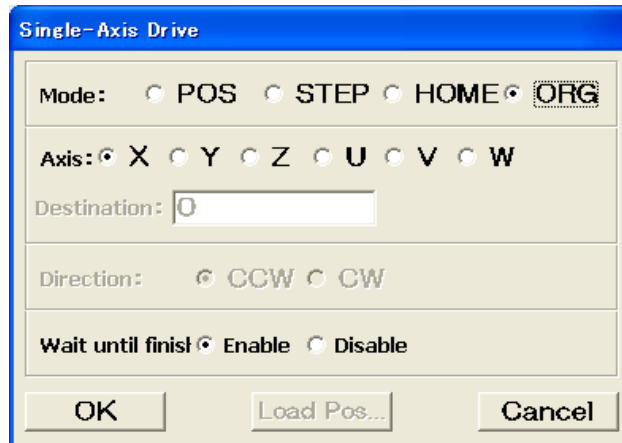 Single-Axis Drive
Mode: POS STEP HOME ORG
Axis: X Y Z U V W
Destination: 0
Direction: CCW CW
Wait until finish Enable Disable
OK Load Pos... Cancel